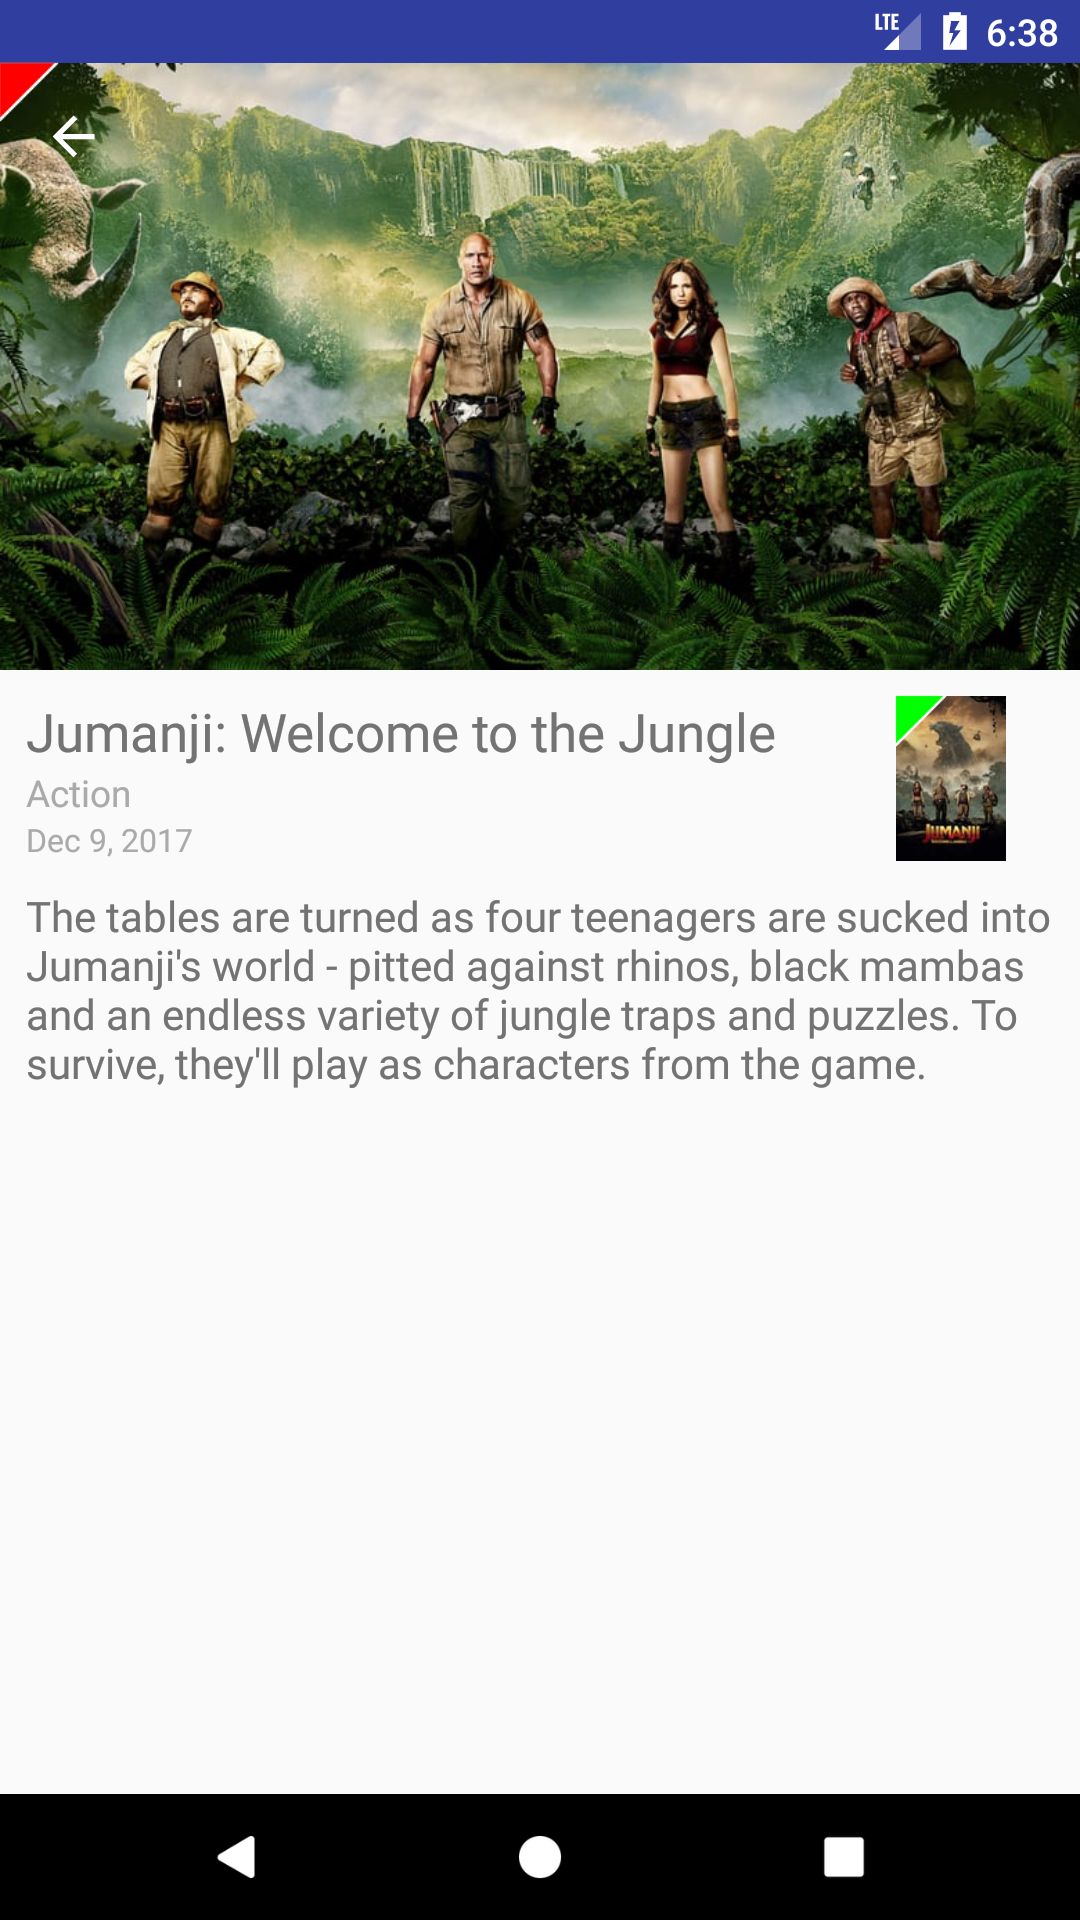 LTE 6:38
Jumanji: Welcome to the Jungle
Action
Dec 9, 2017
JUMANJI
The tables are turned as four teenagers are sucked into
Jumanji's world - pitted against rhinos, black mambas
and an endless variety of jungle traps and puzzles. To
survive, they'll play as characters from the game.